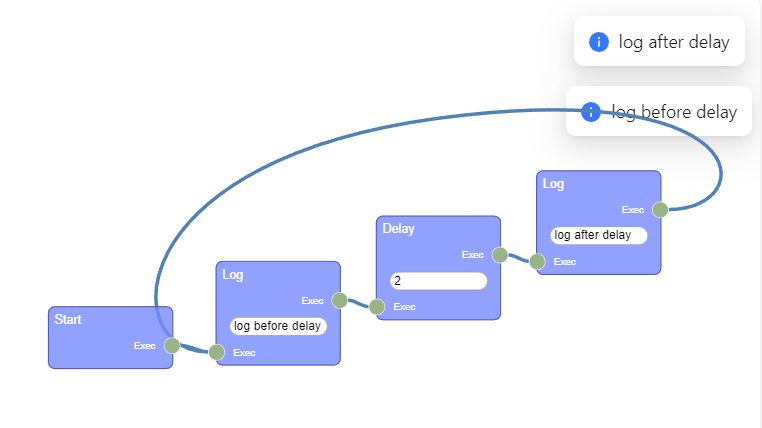 log after delay
log before delay
Log
Exec
log after delay
Exec
Delay
Exec
2
Exec
Log
Exec
log before delay
Exec
Start
Exec